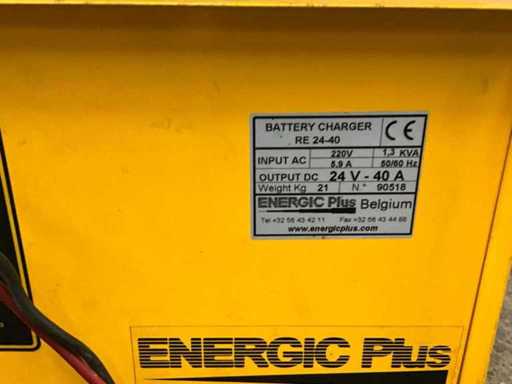 BATTERY CHARGER
RE 24-40
CE
INPUT AC 220V 1,3 KVA
5,9 A 50/60 Hz
OUTPUT DC 24 V - 40 A
Weight Kg 21 N.° 90518
ENERGIC Plus Belgium
Tel +32 56 43 42 11 Fax +32 56 43 44 66
www.energicplus.com
ENERGIC Plus